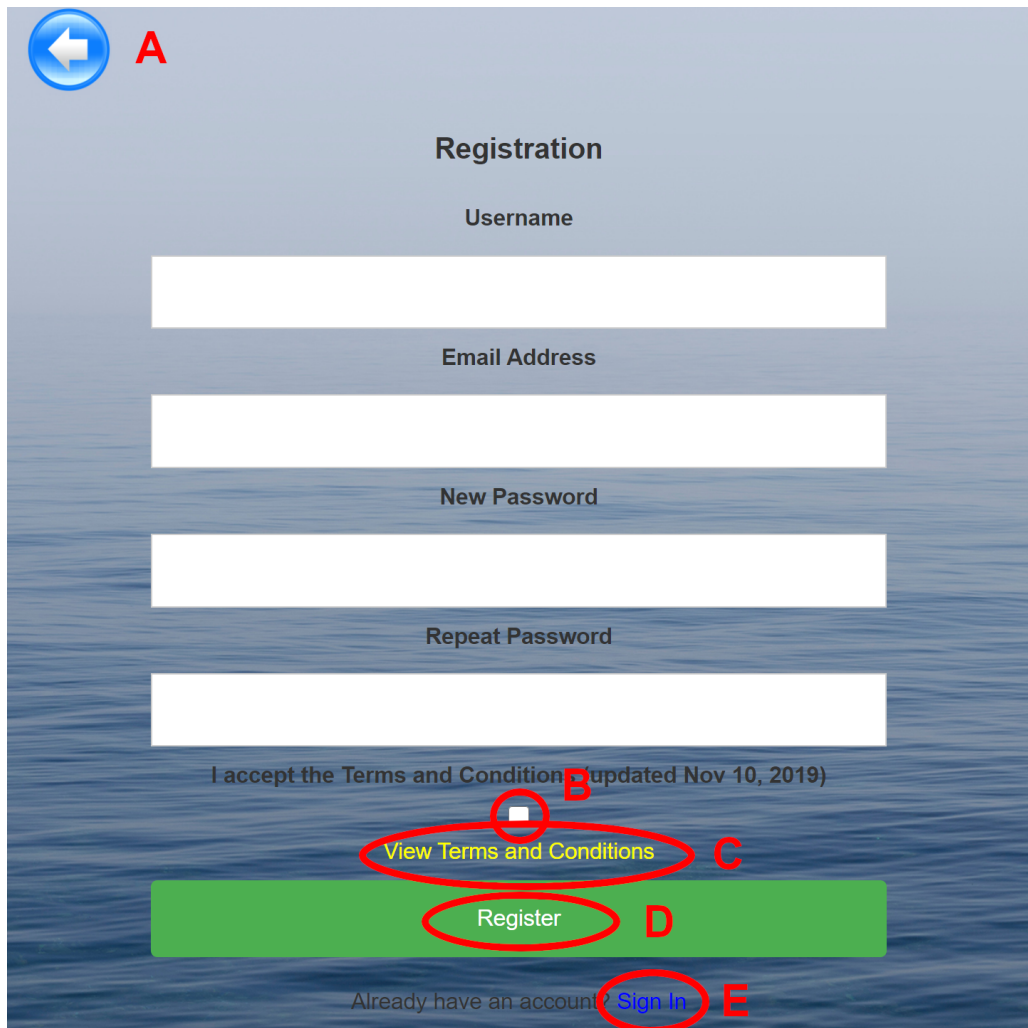 A
Registration
Username
Email Address
New Password
Repeat Password
I accept the Terms and Conditions (updated Nov 10, 2019)
B
View Terms and Conditions C
Register D
Already have an account? Sign In E